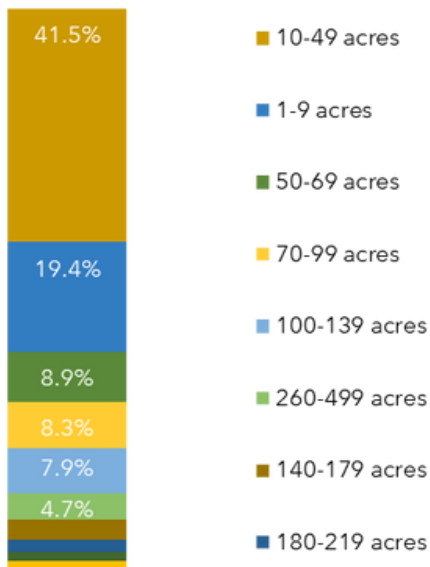 41.5%
19.4%
8.9%
8.3%
7.9%
4.7%
10-49 acres
1-9 acres
50-69 acres
70-99 acres
100-139 acres
260-499 acres
140-179 acres
180-219 acres